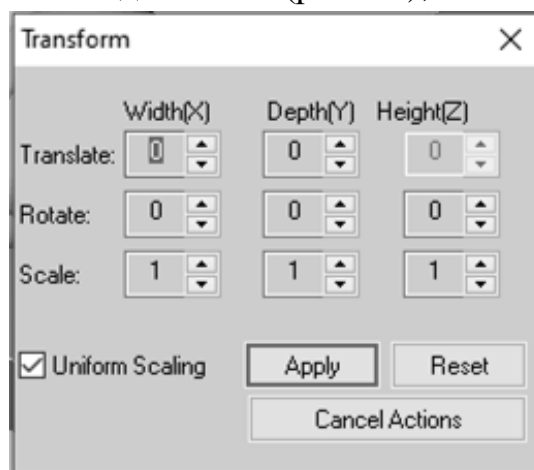 Transform
Width(X) Depth(Y) Height(Z)
Translate: 0 0 0
Rotate: 0 0 0
Scale: 1 1 1
Uniform Scaling Apply Reset
Cancel Actions